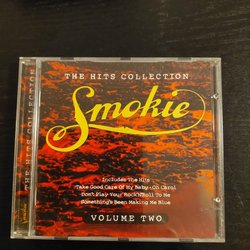 THE HITS COLLECTION
Smokie
Includes The Hits
Take Good Care Of My Baby · Oh Carol
Don't Play Your Rock'N'Roll To Me
Something's Been Making Me Blue
VOLUME TWO
THE HITS COLLECTION